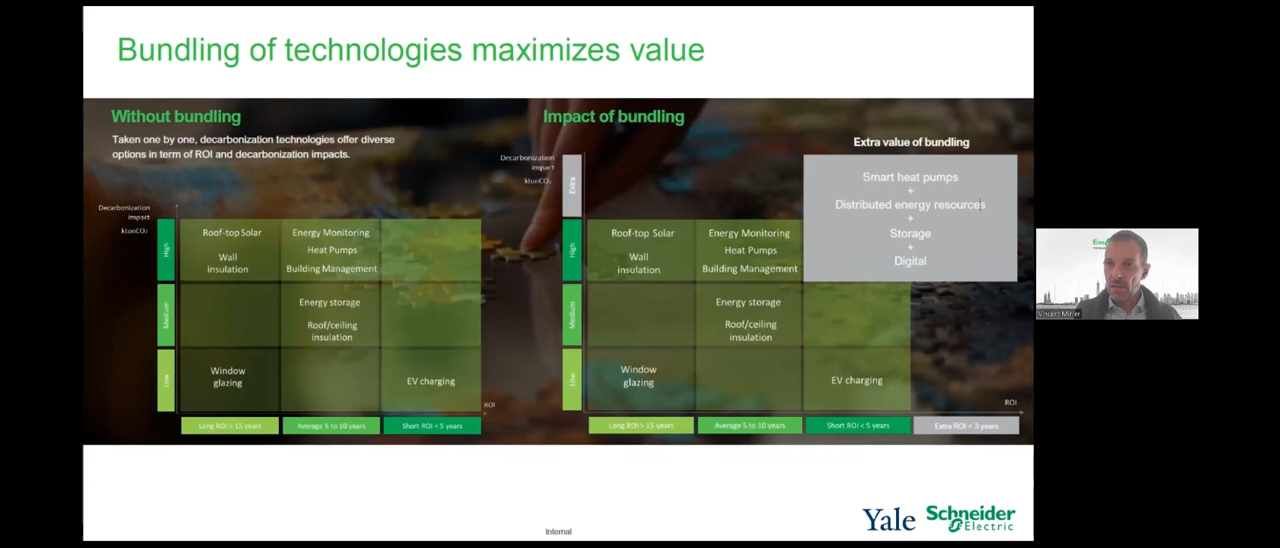 Bundling of technologies maximizes value
Without bundling
Taken one by one, decarbonization technologies offer diverse
options in term of ROI and decarbonization impacts.
Decarbonization
impact
ktonCO₂
High
Medium
Low
Roof-top Solar
Wall
insulation
Energy Monitoring
Heat Pumps
Building Management
Energy storage
Roof/ceiling
insulation
Window
glazing
EV charging
ROI
Long ROI > 15 years
Average 5 to 10 years
Short ROI < 5 years
Impact of bundling
Decarbonization
impact
ktonCO₂
Extra
High
Medium
Low
Extra value of bundling
Smart heat pumps
+
Distributed energy resources
+
Storage
+
Digital
Roof-top Solar
Wall
insulation
Energy Monitoring
Heat Pumps
Building Management
Energy storage
Roof/ceiling
insulation
Window
glazing
EV charging
ROI
Long ROI > 15 years
Average 5 to 10 years
Short ROI < 5 years
Extra ROI < 3 years
Internal
Yale
Schneider
Electric